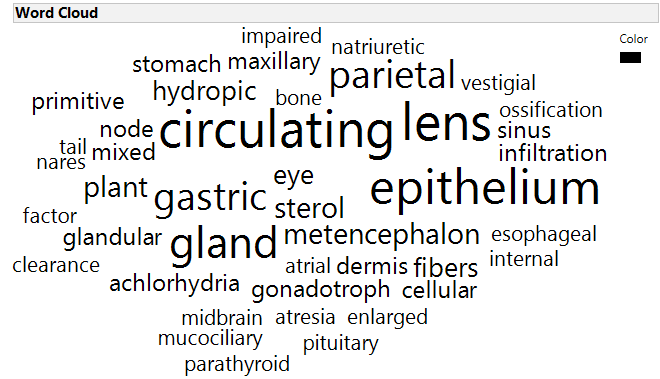 Word Cloud
Color
impaired
natriuretic
stomach maxillary
parietal
vestigial
primitive
hydropic
bone
ossification
node
circulating
lens
sinus
tail
mixed
infiltration
nares
plant
gastric
eye
epithelium
factor
sterol
glandular
gland
metencephalon
esophageal
clearance
atrial dermis fibers
internal
achlorhydria
gonadotroph cellular
midbrain atresia enlarged
mucociliary
pituitary
parathyroid